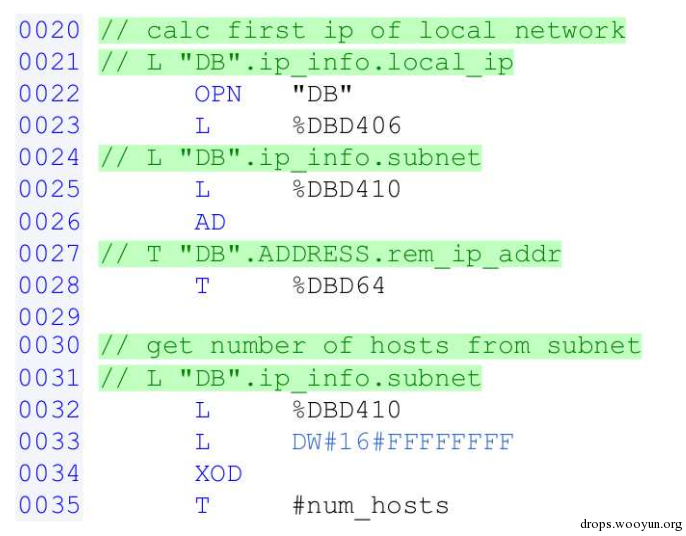 0020 // calc first ip of local network
0021 // L "DB".ip_info.local_ip
0022 OPN "DB"
0023 L %DBD406
0024 // L "DB".ip_info.subnet
0025 L %DBD410
0026 AD
0027 // T "DB".ADDRESS.rem_ip_addr
0028 T %DBD64
0029
0030 // get number of hosts from subnet
0031 // L "DB".ip_info.subnet
0032 L %DBD410
0033 L DW#16#FFFFFFFF
0034 XOD
0035 T #num_hosts
drops.wooyun.org